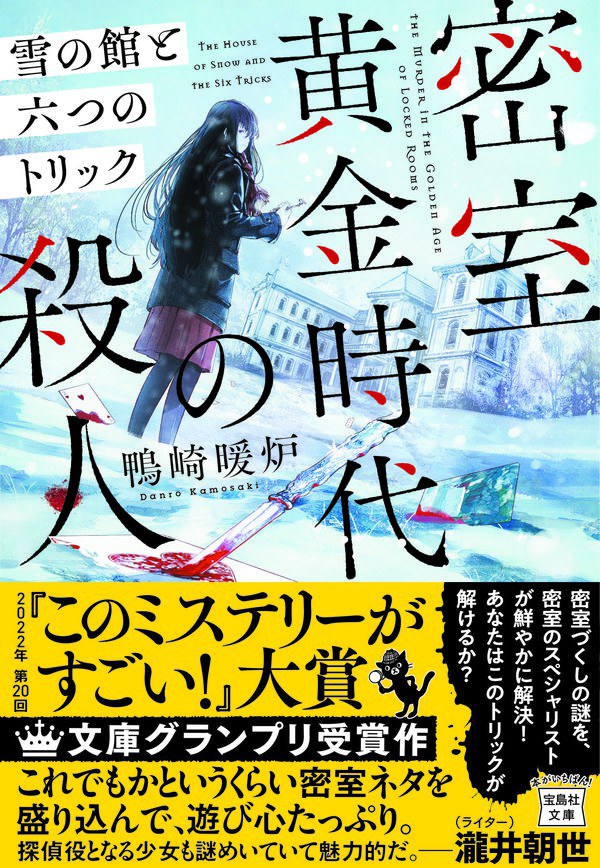 密室
黄金時代
の
殺人
雪の館と
六つの
トリック
THE HOUSE
OF SNOW AND
THE SIX TRICKS
THE MURDER IN THE GOLDEN AGE
OF LOCKED ROOMS
鴨崎暖炉
Danro Kamosaki
密室づくしの謎を、
密室のスペシャリスト
が鮮やかに解決！
あなたはこのトリックが
解けるか？
2022年 第20回
『このミステリーが
すごい！』大賞
文庫グランプリ受賞作
これでもかというくらい密室ネタを
盛り込んで、遊び心たっぷり。
探偵役となる少女も謎めいていて魅力的だ。――
（ライター）
瀧井朝世
本がいちばん！
宝島社
文庫